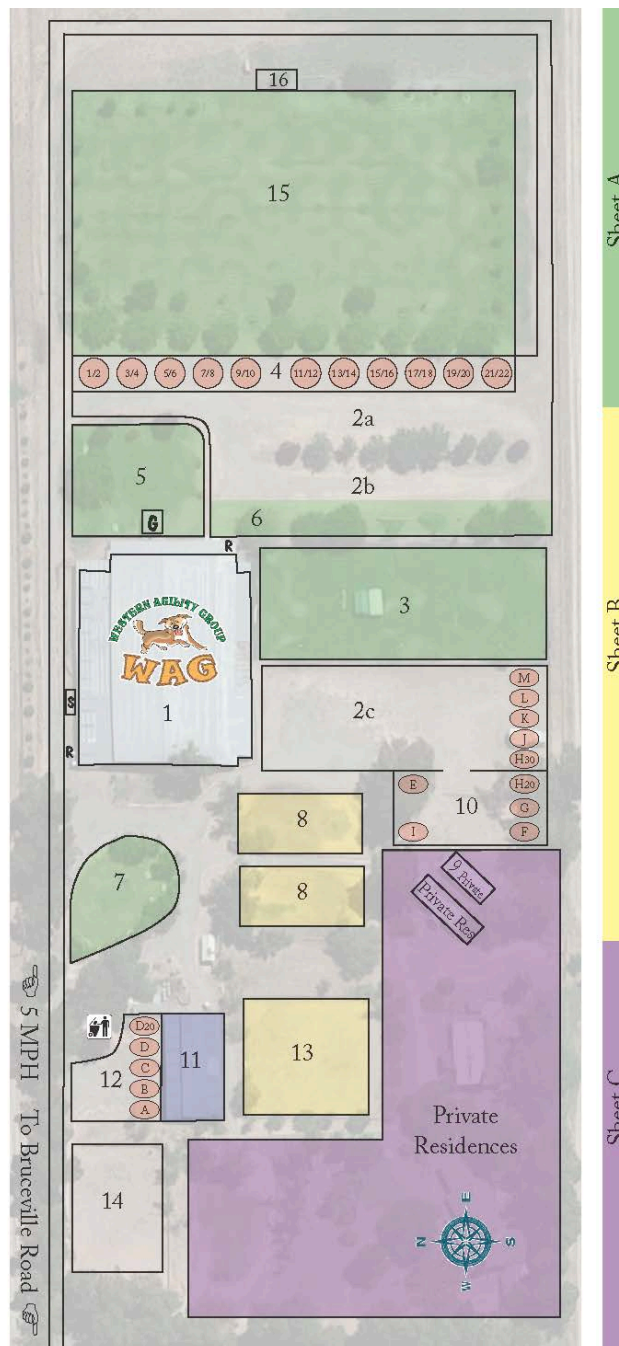 16
15
Sheet A
1/2 3/4 5/6 7/8 9/10 4 11/12 13/14 15/16 17/18 19/20 21/22
2a
5
2b
G
6
R
3
WESTERN AGILITY GROUP
WAG
Sheet B
M
L
S
1
2c
K
J
R
H30
E
H20
8
10
G
I
F
7
8
9 Private
Private Res
D20
D
11
13
12
C
B
A
Sheet C
Private
Residences
14
E
N
S
W
5 MPH To Bruceville Road